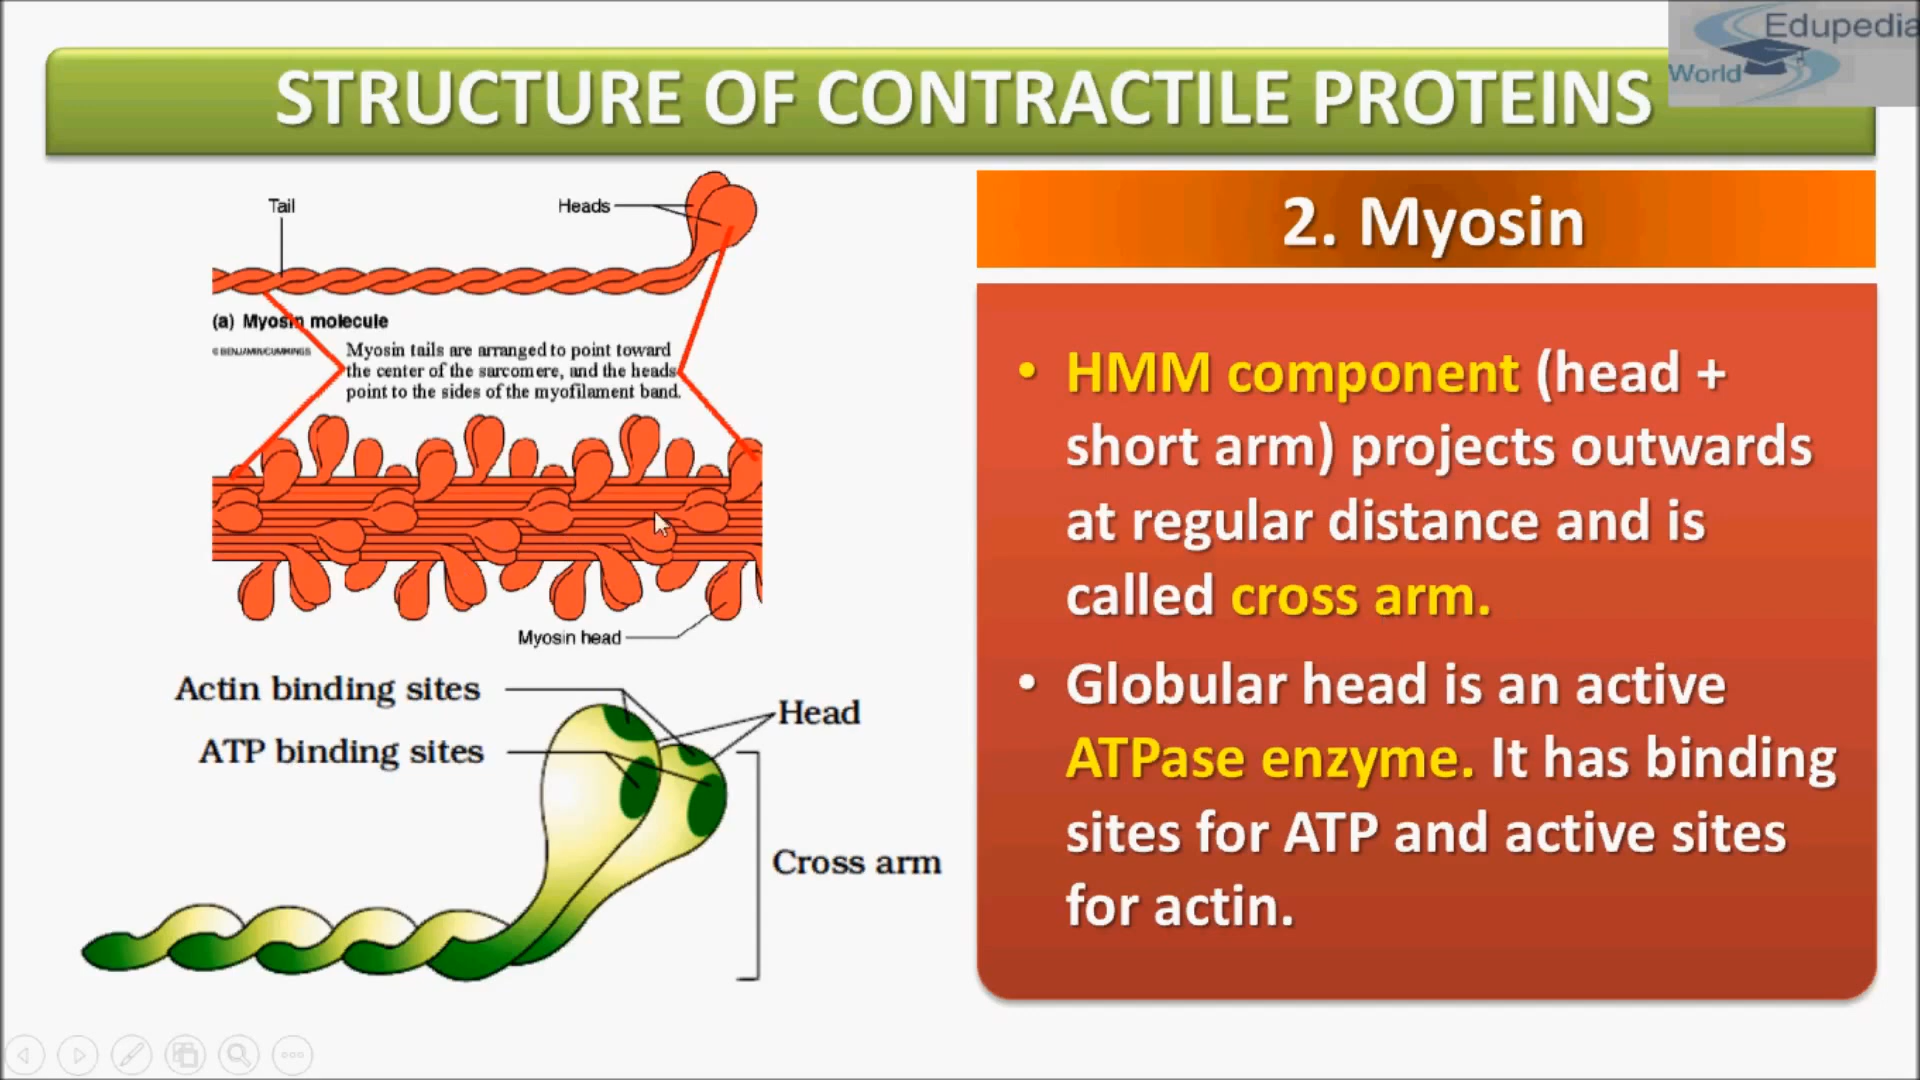 Edupedia
World
STRUCTURE OF CONTRACTILE PROTEINS
Tail
Heads
(a) Myosin molecule
© BENJAMIN/CUMMINGS
Myosin tails are arranged to point toward
the center of the sarcomere, and the heads
point to the sides of the myofilament band.
Myosin head
Actin binding sites
ATP binding sites
Head
Cross arm
2. Myosin
• HMM component (head +
short arm) projects outwards
at regular distance and is
called cross arm.
• Globular head is an active
ATPase enzyme. It has binding
sites for ATP and active sites
for actin.